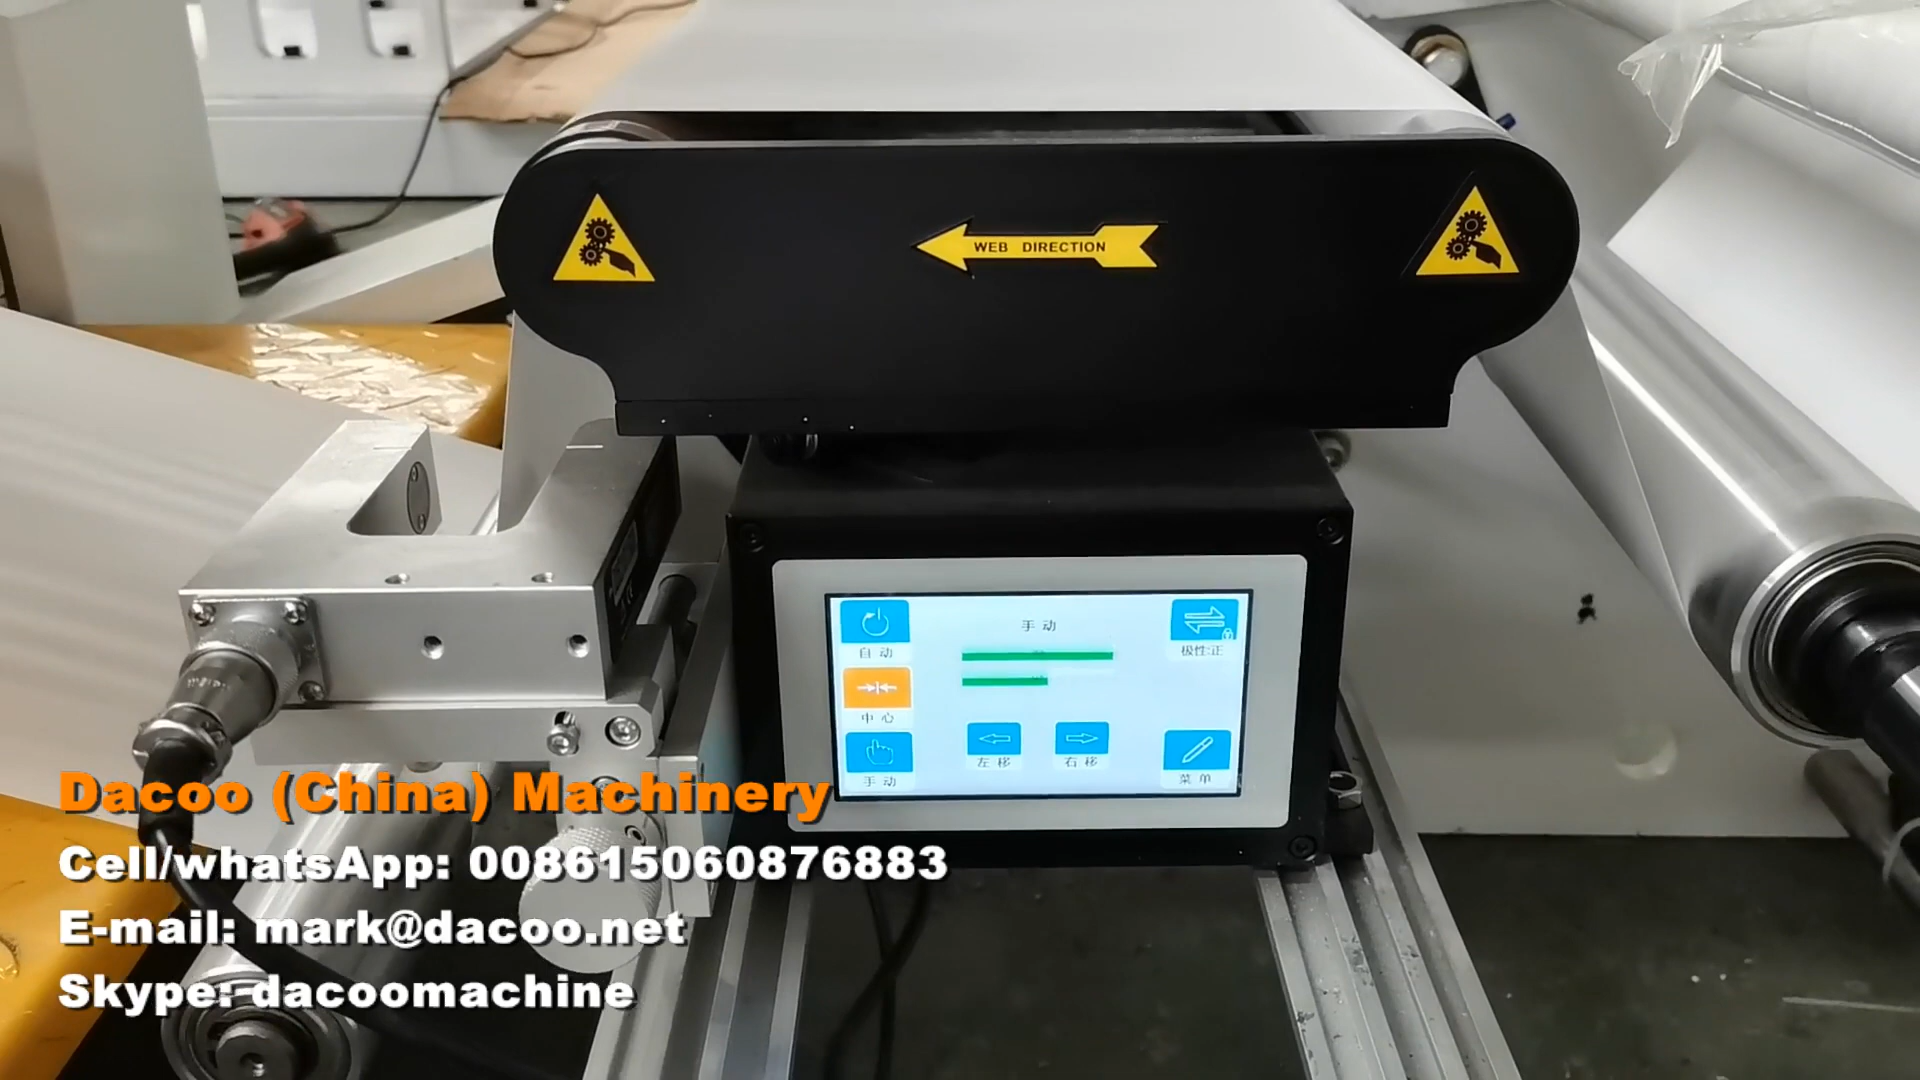 WEB DIRECTION
手动
自动
极性:正
中心
手动
左移
右移
菜单
Dacoo (China) Machinery
Cell/whatsApp: 008615060876883
E-mail: mark@dacoo.net
Skype: dacoomachine